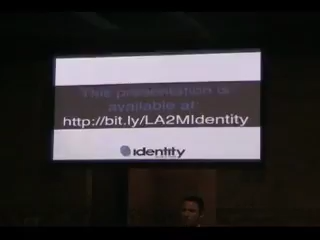 This presentation is
available at:
http://bit.ly/LA2MIdentity
identity